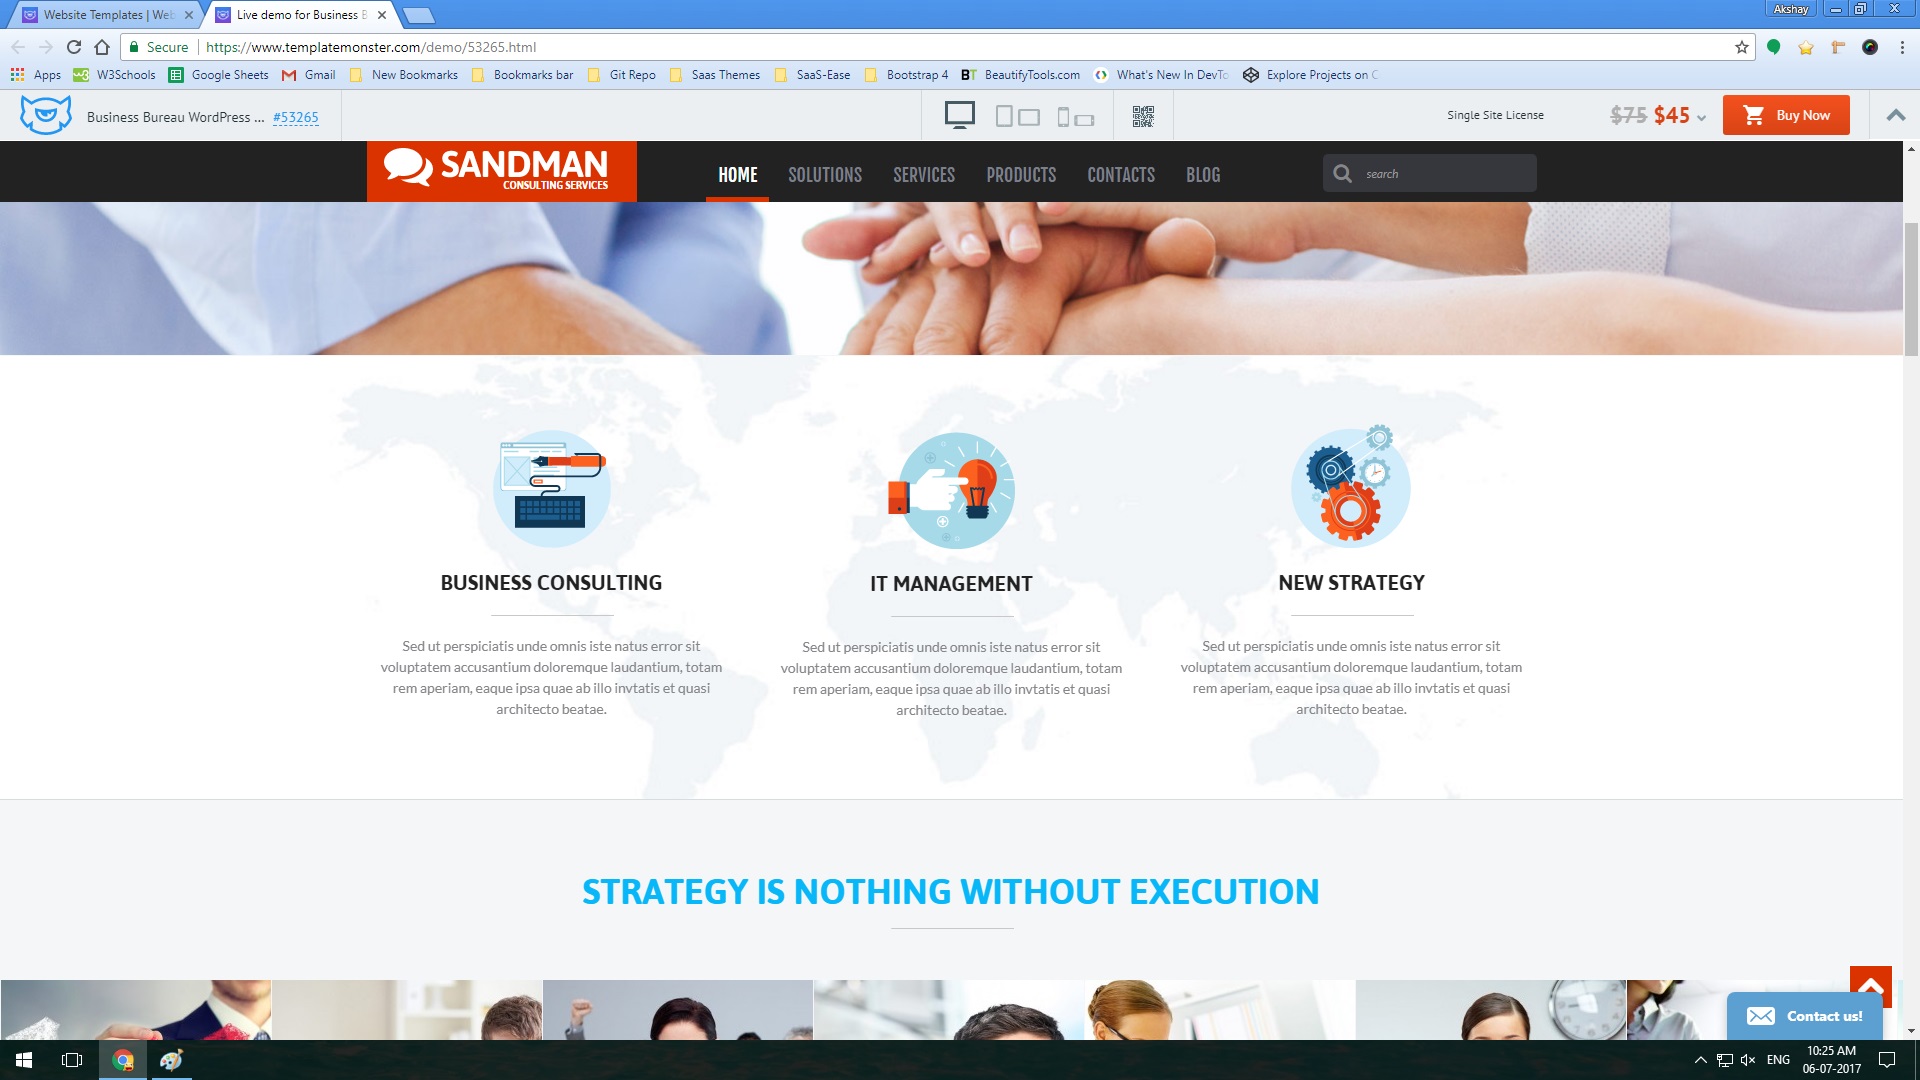 Website Templates | Web
Live demo for Business B
Akshay
Secure
https://www.templatemonster.com/demo/53265.html
Apps
W3Schools
Google Sheets
Gmail
New Bookmarks
Bookmarks bar
Git Repo
Saas Themes
SaaS-Ease
Bootstrap 4
BT BeautifyTools.com
What's New In DevTo
Explore Projects on C
Business Bureau WordPress ... #53265
Single Site License
$75 $45
Buy Now
SANDMAN
CONSULTING SERVICES
HOME
SOLUTIONS
SERVICES
PRODUCTS
CONTACTS
BLOG
search
BUSINESS CONSULTING
Sed ut perspiciatis unde omnis iste natus error sit
voluptatem accusantium doloremque laudantium, totam
rem aperiam, eaque ipsa quae ab illo invtatis et quasi
architecto beatae.
IT MANAGEMENT
Sed ut perspiciatis unde omnis iste natus error sit
voluptatem accusantium doloremque laudantium, totam
rem aperiam, eaque ipsa quae ab illo invtatis et quasi
architecto beatae.
NEW STRATEGY
Sed ut perspiciatis unde omnis iste natus error sit
voluptatem accusantium doloremque laudantium, totam
rem aperiam, eaque ipsa quae ab illo invtatis et quasi
architecto beatae.
STRATEGY IS NOTHING WITHOUT EXECUTION
Contact us!
ENG
10:25 AM
06-07-2017